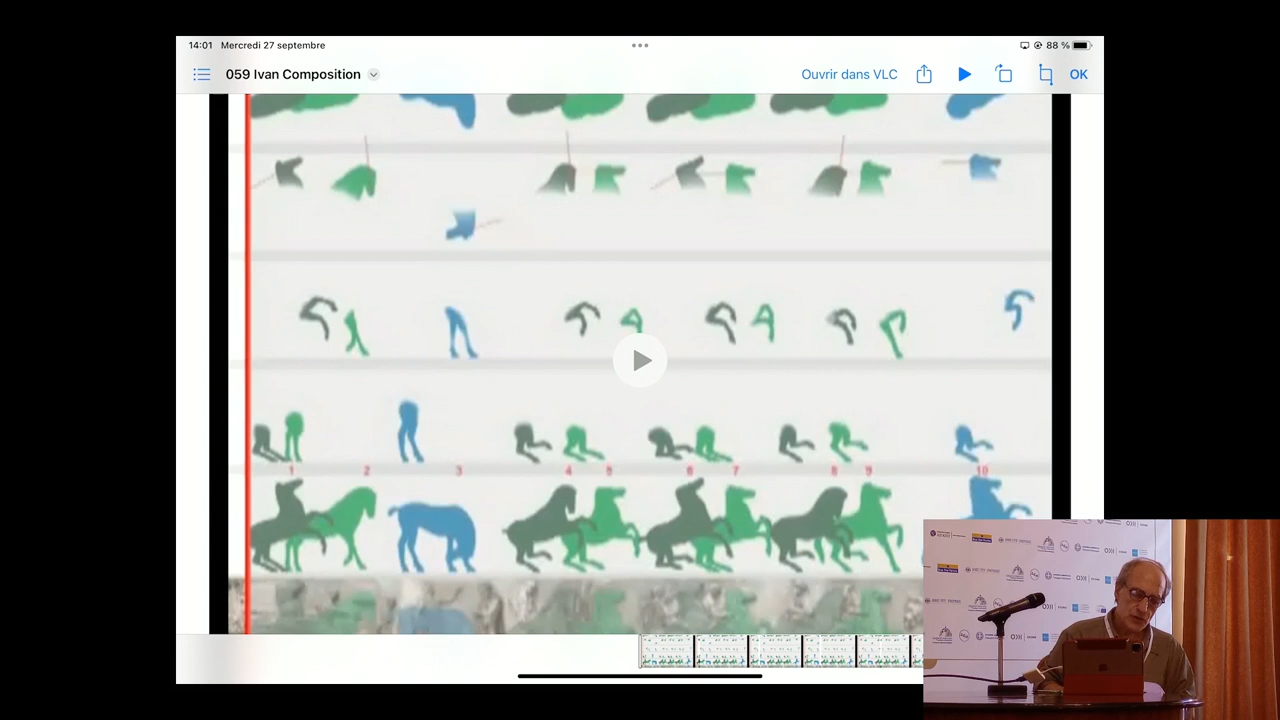 14:01 Mercredi 27 septembre
88 %
059 Ivan Composition
Ouvrir dans VLC
OK
1 2 3 4 5 6 7 8 9 10